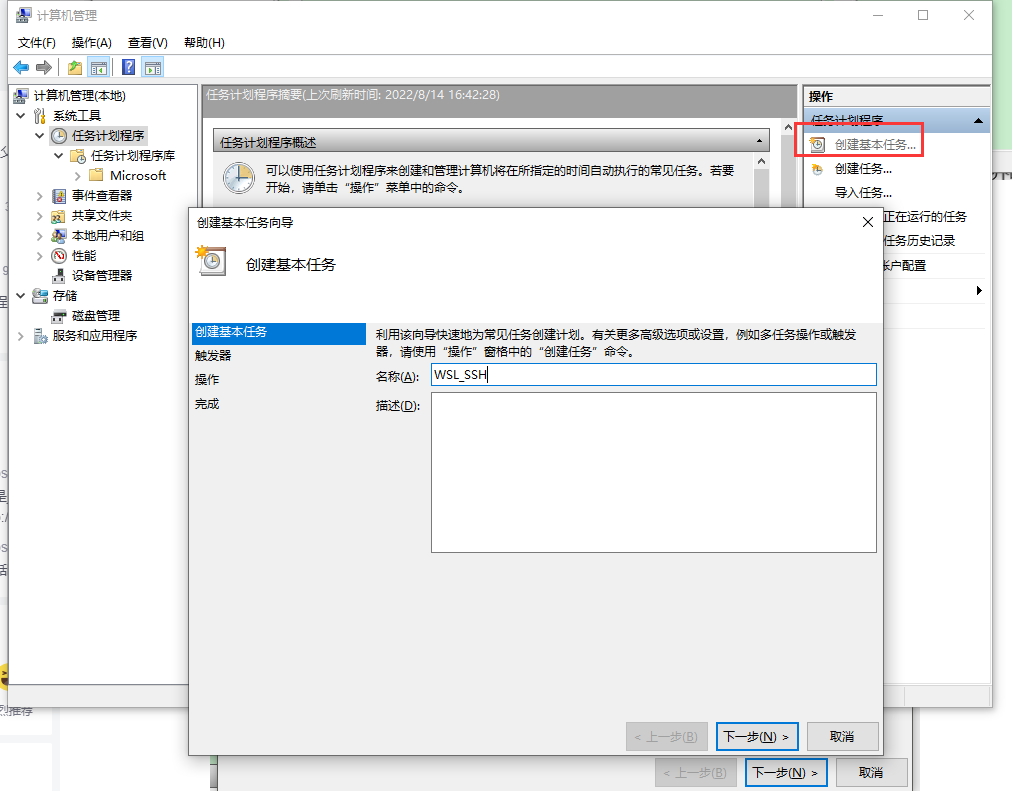 计算机管理
文件(F) 操作(A) 查看(V) 帮助(H)
计算机管理(本地)
系统工具
任务计划程序
任务计划程序库
Microsoft
事件查看器
共享文件夹
本地用户和组
性能
设备管理器
存储
磁盘管理
服务和应用程序
任务计划程序摘要(上次刷新时间: 2022/8/14 16:42:28)
任务计划程序概述
可以使用任务计划程序来创建和管理计算机将在所指定的时间自动执行的常见任务。若要
开始，请单击“操作”菜单中的命令。
操作
任务计划程序
创建基本任务...
创建任务...
导入任务...
正在运行的任务
任务历史记录
帐户配置
创建基本任务向导
创建基本任务
创建基本任务
触发器
操作
完成
利用该向导快速地为常见任务创建计划。有关更多高级选项或设置，例如多任务操作或触发
器，请使用“操作”窗格中的“创建任务”命令。
名称(A): WSL_SSH
描述(D):
< 上一步(B) 下一步(N) > 取消
< 上一步(B) 下一步(N) > 取消
烈推荐